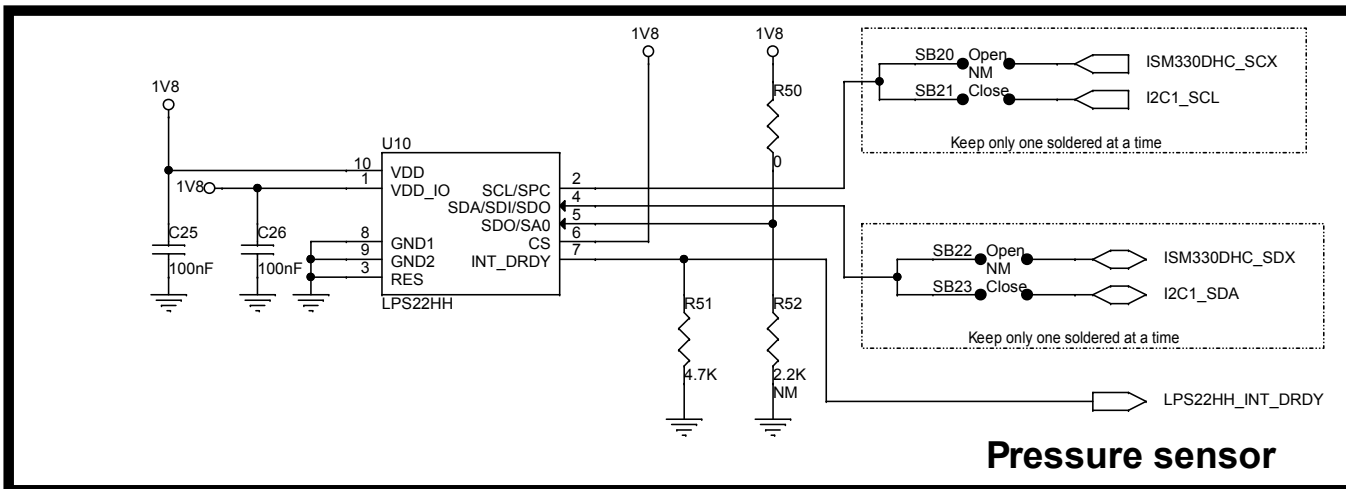 1V8
1V8
1V8
1V8
SB20
Open
NM
ISM330DHC_SCX
SB21
Close
I2C1_SCL
Keep only one soldered at a time
R50
0
U10
10
VDD
1
VDD_IO
SCL/SPC
2
SDA/SDI/SDO
4
SDO/SA0
5
8
GND1
CS
6
9
GND2
INT_DRDY
7
3
RES
LPS22HH
C25
100nF
C26
100nF
SB22
Open
NM
ISM330DHC_SDX
SB23
Close
I2C1_SDA
Keep only one soldered at a time
R51
4.7K
R52
2.2K
NM
LPS22HH_INT_DRDY
Pressure sensor